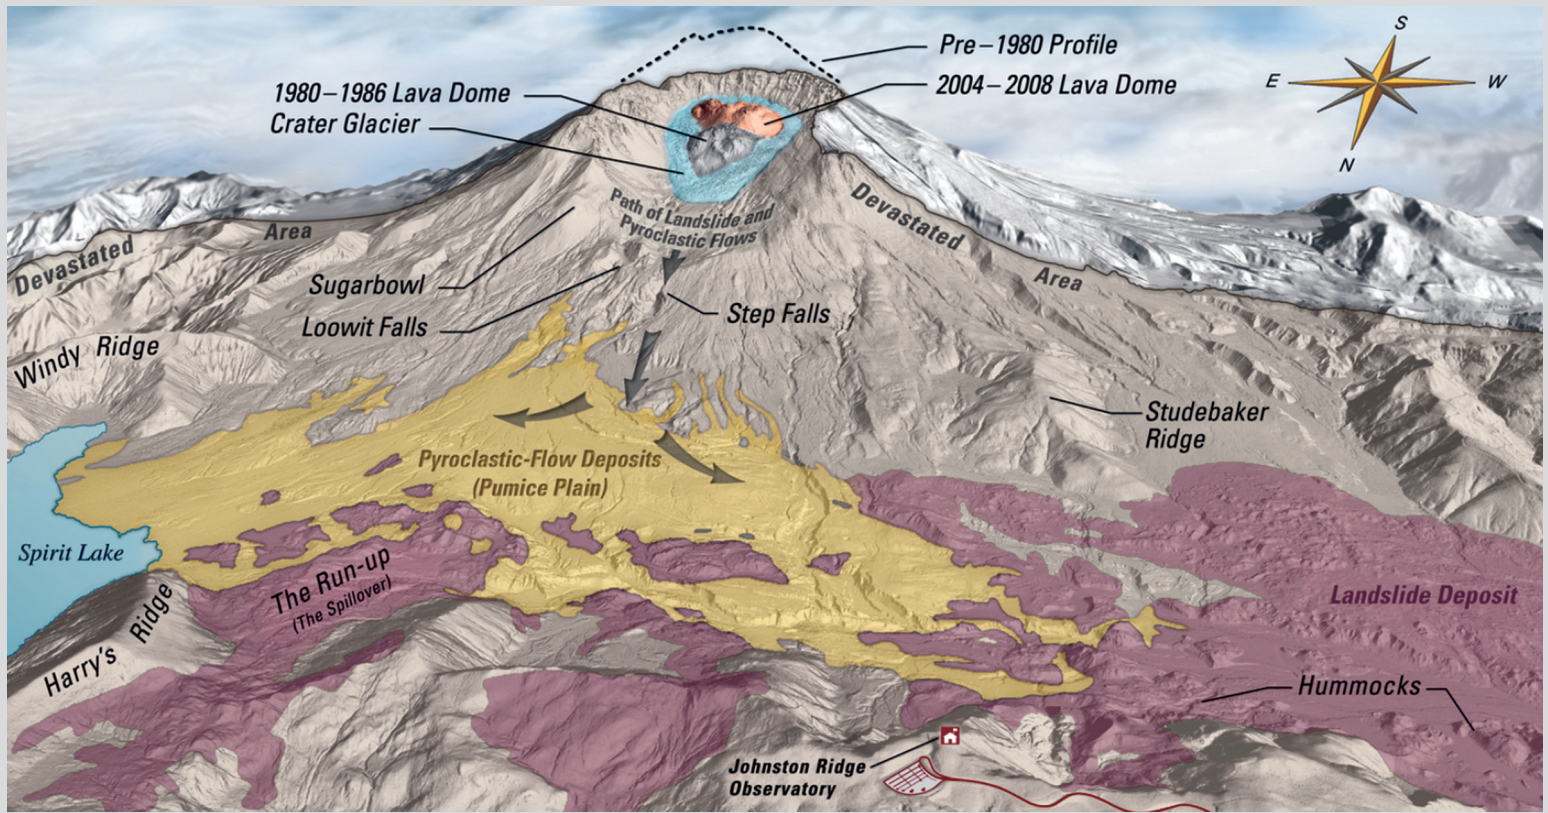 S
Pre–1980 Profile
E
W
1980–1986 Lava Dome
2004–2008 Lava Dome
Crater Glacier
N
Path of Landslide and
Pyroclastic Flows
Devastated
Area
Devastated
Area
Sugarbowl
Loowit Falls
Step Falls
Windy Ridge
Studebaker
Ridge
Pyroclastic-Flow Deposits
(Pumice Plain)
Spirit Lake
The Run-up
(The Spillover)
Landslide Deposit
Harry's Ridge
Hummocks
Johnston Ridge
Observatory